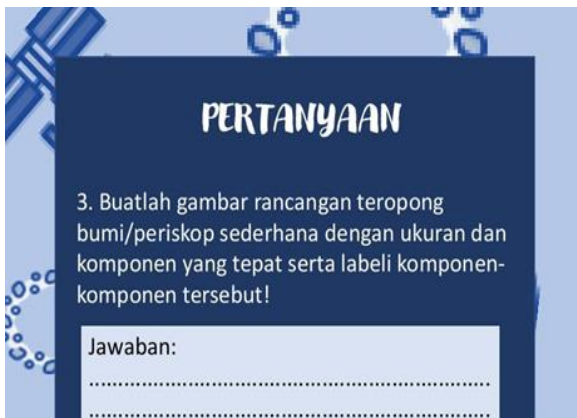 PERTANYAAN
3. Buatlah gambar rancangan teropong
bumi/periskop sederhana dengan ukuran dan
komponen yang tepat serta labeli komponen-
komponen tersebut!
Jawaban:
......................................................................
......................................................................